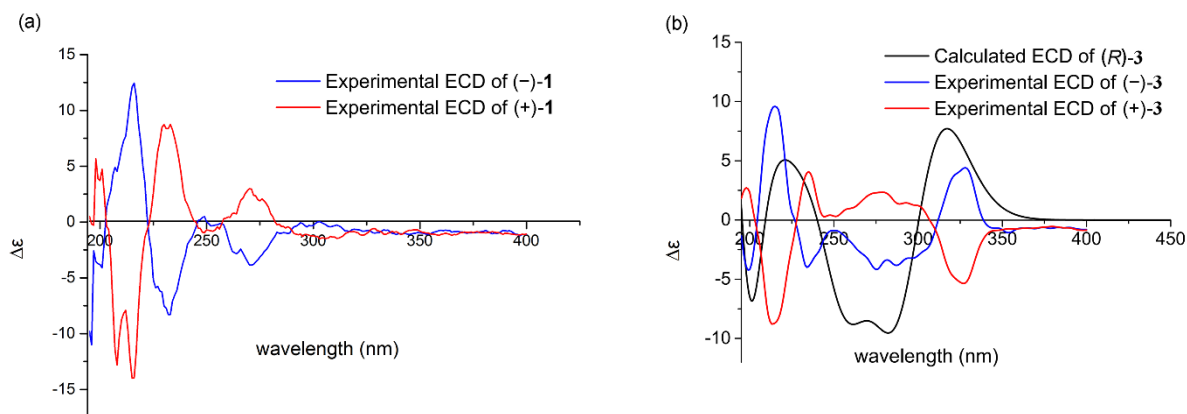 (a)
15
10
5
0
-5
-10
-15
Δε
200
250
300
350
400
Experimental ECD of (−)-1
Experimental ECD of (+)-1
wavelength (nm)
(b)
15
10
5
0
-5
-10
Δε
200
250
300
350
400
450
Calculated ECD of (R)-3
Experimental ECD of (−)-3
Experimental ECD of (+)-3
wavelength (nm)